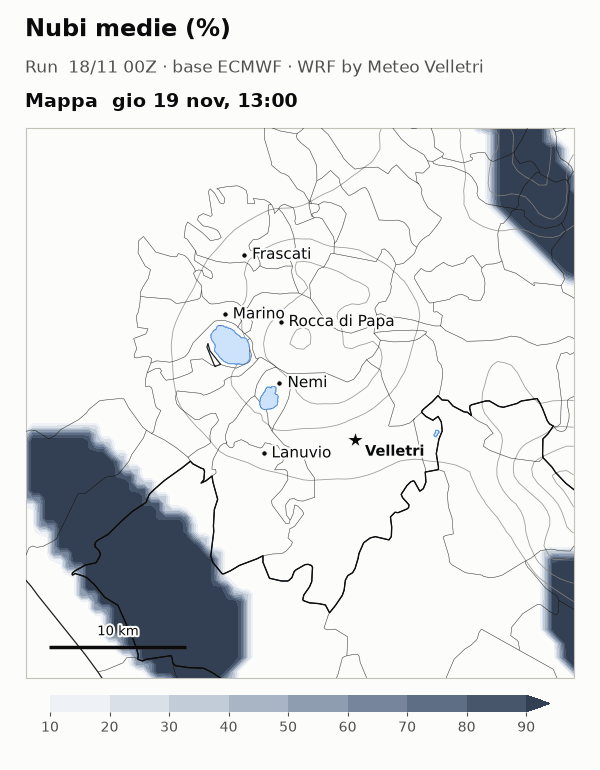 Nubi medie (%)
Run  18/11 00Z · base ECMWF · WRF by Meteo Velletri
Mappa  gio 19 nov, 13:00
Frascati
Marino
Rocca di Papa
Nemi
Lanuvio
Velletri
10 km
10 20 30 40 50 60 70 80 90